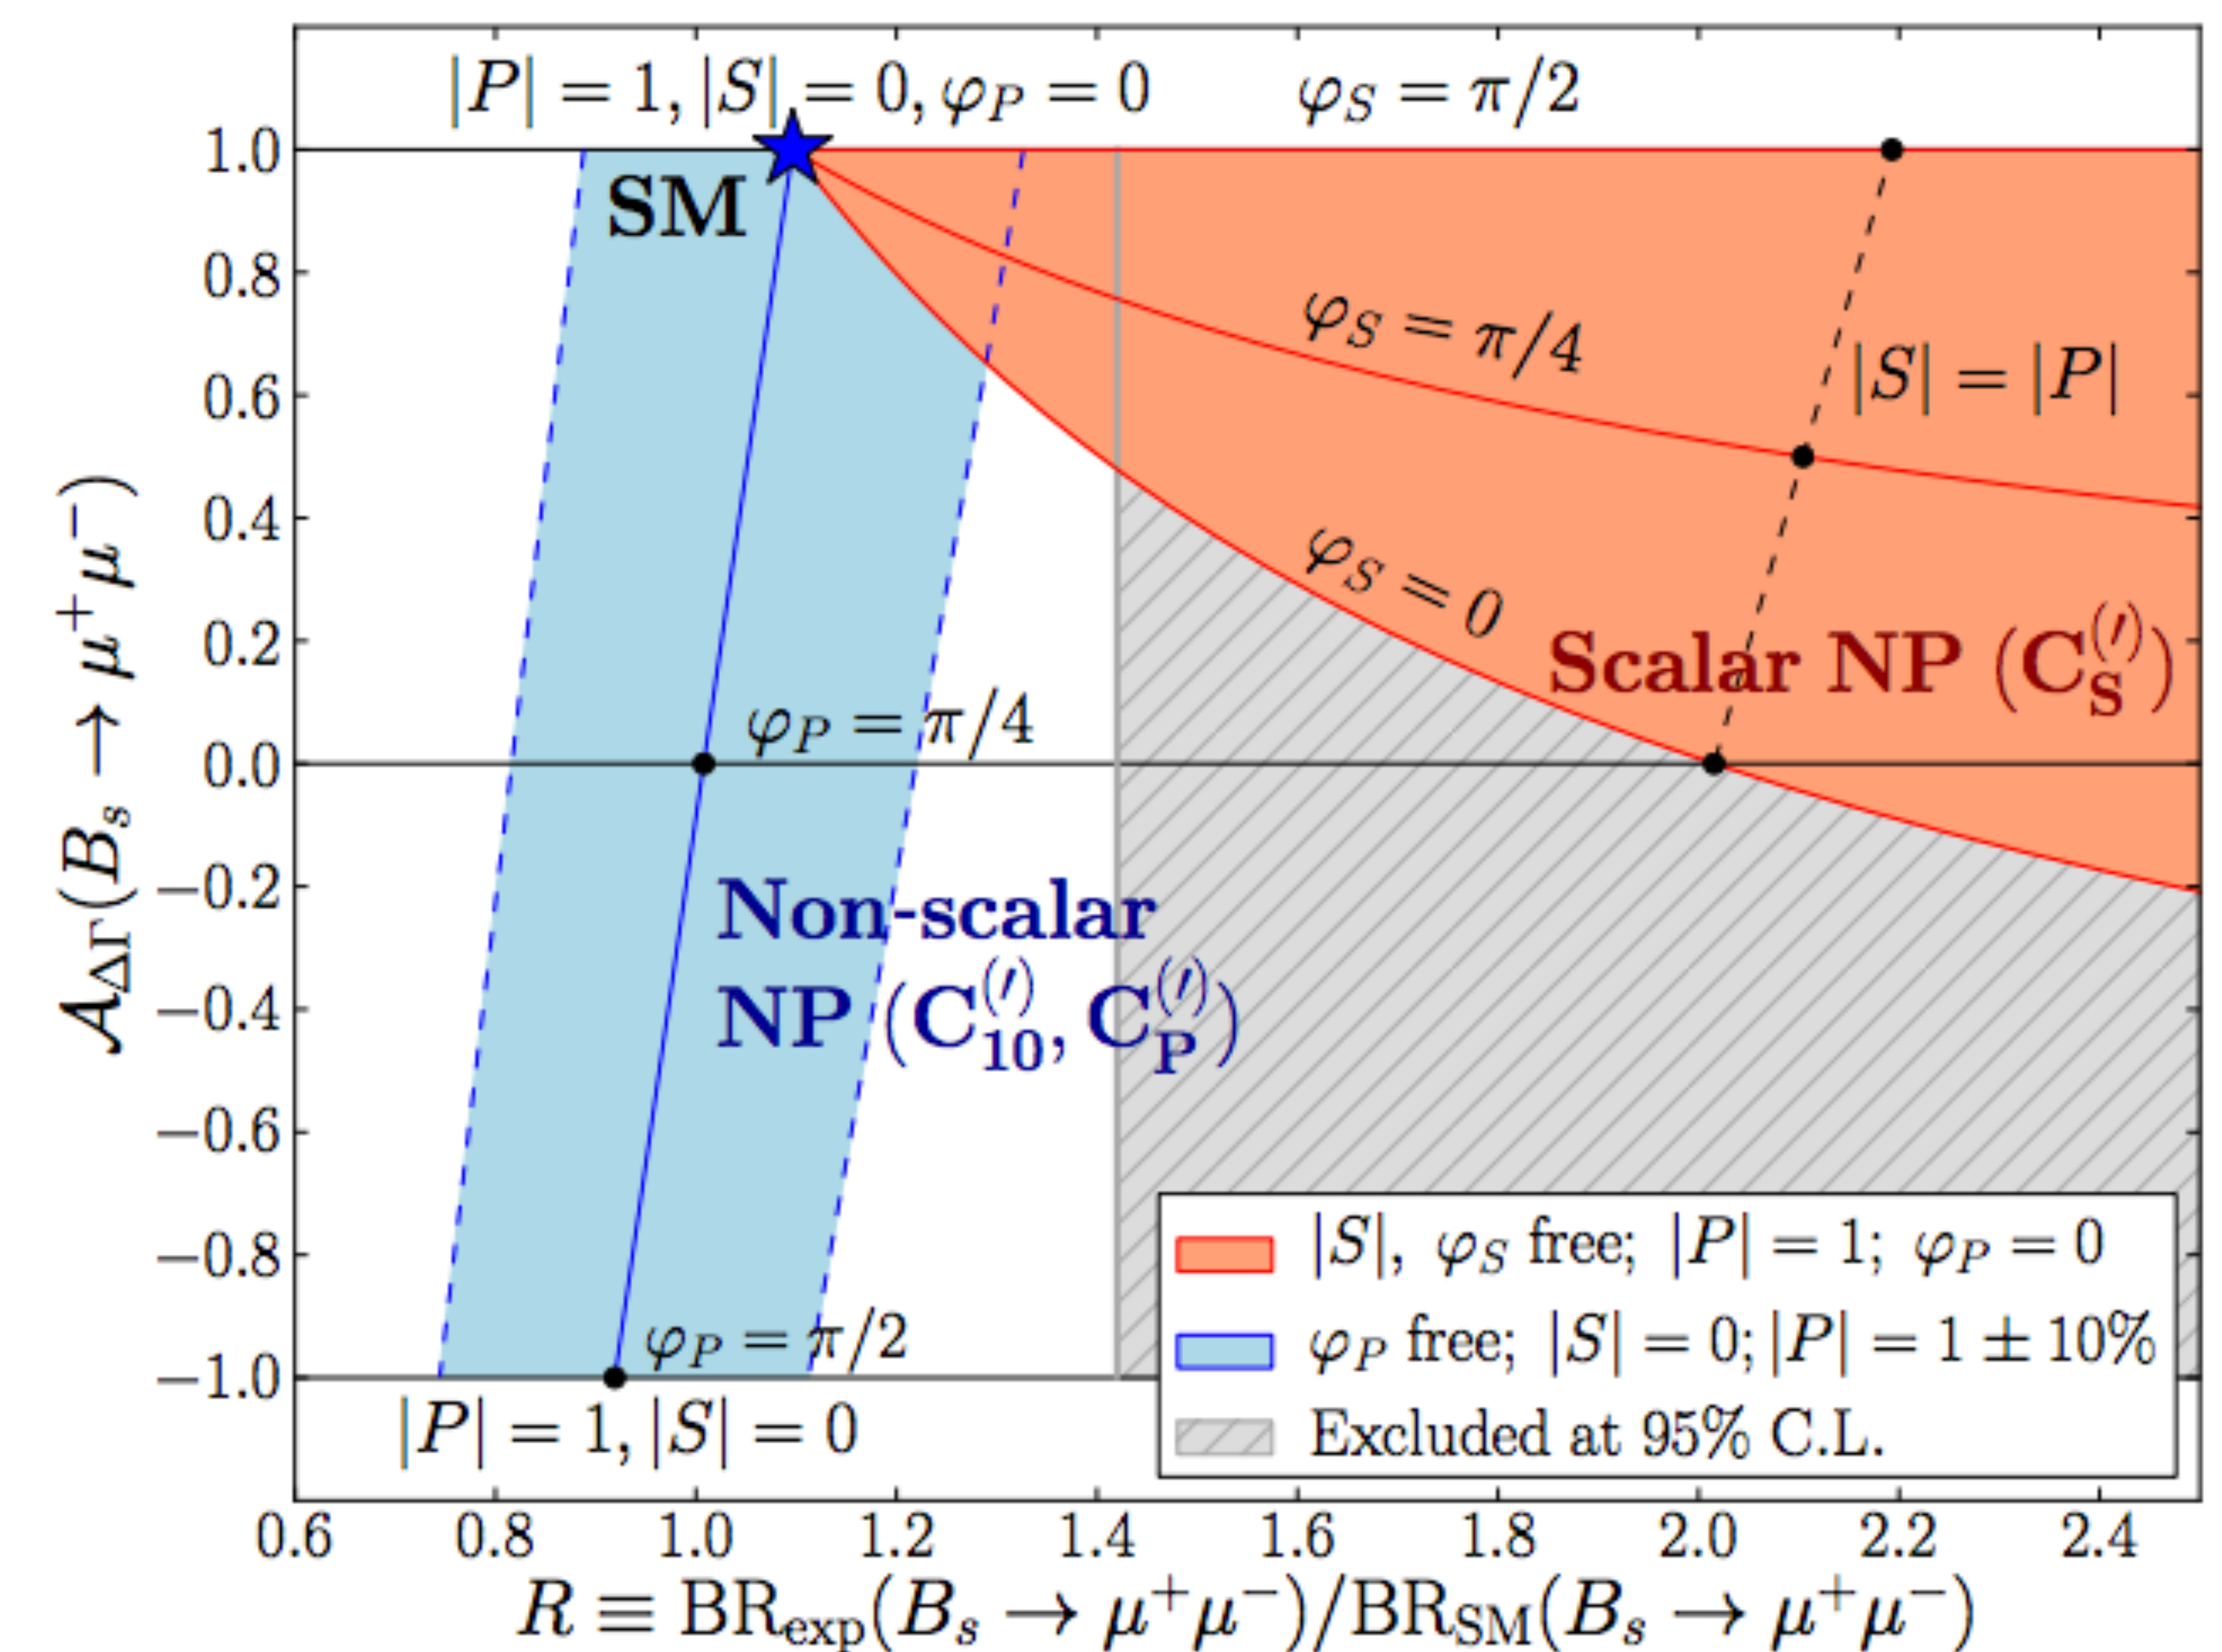 |P| = 1, |S| = 0, φ_P = 0
φ_S = π/2
1.0
0.8
0.6
0.4
0.2
0.0
−0.2
−0.4
−0.6
−0.8
−1.0
SM
φ_S = π/4
|S| = |P|
φ_S = 0
Scalar NP (C_S^(′))
φ_P = π/4
Non-scalar
NP (C_10^(′), C_P^(′))
φ_P = π/2
|P| = 1, |S| = 0
|S|, φ_S free; |P| = 1; φ_P = 0
φ_P free; |S| = 0; |P| = 1 ± 10%
Excluded at 95% C.L.
0.6 0.8 1.0 1.2 1.4 1.6 1.8 2.0 2.2 2.4
R ≡ BR_exp(B_s → μ⁺μ⁻)/BR_SM(B_s → μ⁺μ⁻)
𝒜_ΔΓ(B_s → μ⁺μ⁻)